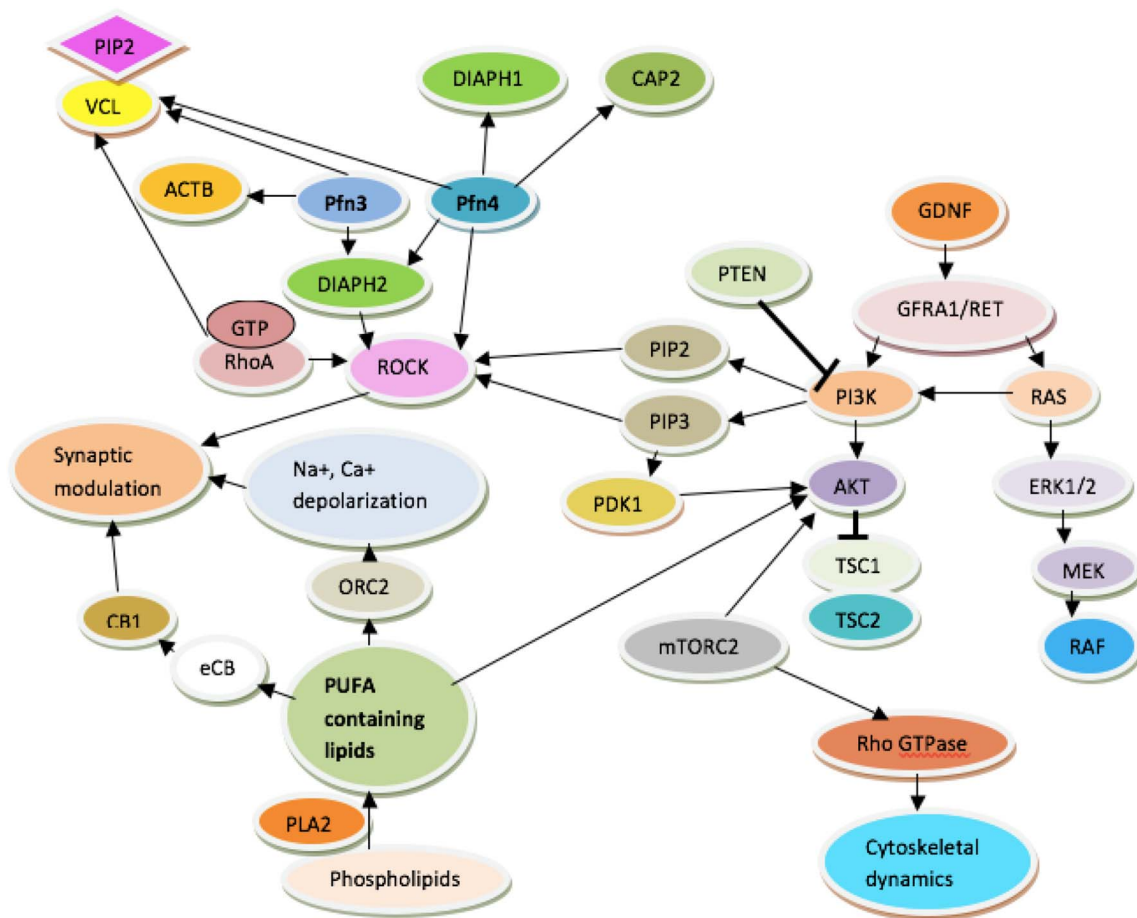 PIP2
VCL
DIAPH1
CAP2
ACTB
Pfn3
Pfn4
GDNF
DIAPH2
PTEN
GFRA1/RET
GTP
RhoA
ROCK
PIP2
PI3K
RAS
PIP3
Synaptic
modulation
Na+, Ca+
depolarization
PDK1
AKT
ERK1/2
TSC1
MEK
ORC2
CB1
TSC2
eCB
mTORC2
RAF
PUFA
containing
lipids
Rho GTPase
PLA2
Phospholipids
Cytoskeletal
dynamics